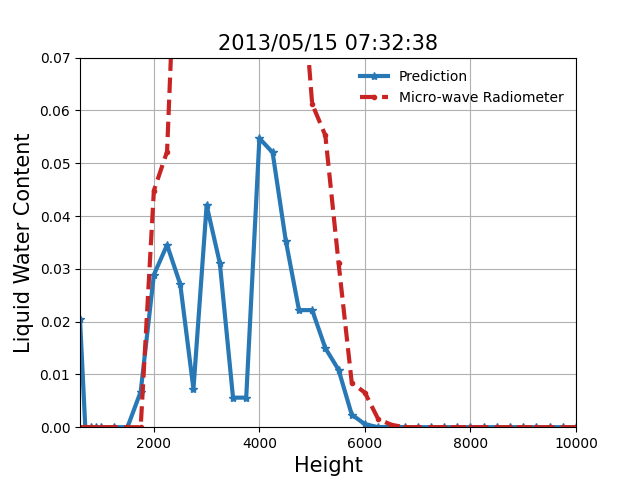 2013/05/15 07:32:38
0.07
0.06
0.05
0.04
0.03
0.02
0.01
0.00
Liquid Water Content
Prediction
Micro-wave Radiometer
2000 4000 6000 8000 10000
Height